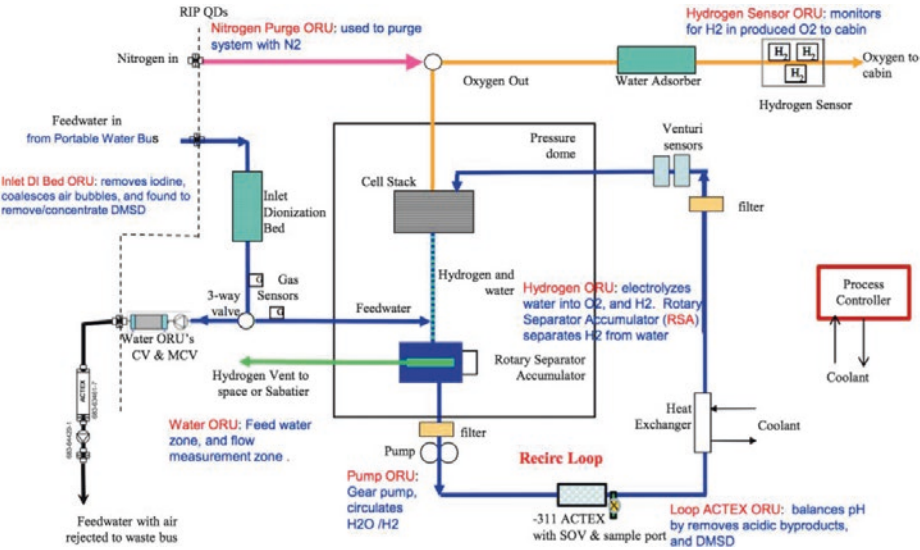 RIP QDs
Nitrogen Purge ORU: used to purge
system with N2
Hydrogen Sensor ORU: monitors
for H2 in produced O2 to cabin
Nitrogen in
Oxygen Out
Water Adsorber
H2 H2
H2
Oxygen to
cabin
Hydrogen Sensor
Feedwater in
from Portable Water Bus
Pressure
dome
Venturi
sensors
Inlet DI Bed ORU: removes iodine,
coalesces air bubbles, and found to
remove/concentrate DMSD
Inlet
Dionization
Bed
Cell Stack
filter
Gas
Sensors
G
G
3-way
valve
Feedwater
Hydrogen and
water
Hydrogen ORU: electrolyzes
water into O2, and H2. Rotary
Separator Accumulator (RSA)
separates H2 from water
Process
Controller
Coolant
Water ORU's
CV & MCV
Hydrogen Vent to
space or Sabatier
Rotary Separator
Accumulator
ACTEX
Water ORU: Feed water
zone, and flow
measurement zone .
filter
Pump
Heat
Exchanger
Coolant
Recirc Loop
Pump ORU:
Gear pump,
circulates
H2O /H2
-311 ACTEX
with SOV & sample port
Loop ACTEX ORU: balances pH
by removes acidic byproducts,
and DMSD
Feedwater with air
rejected to waste bus